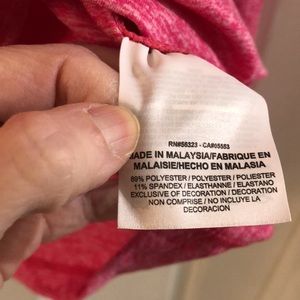 RN#56323 - CA#05553
MADE IN MALAYSIA/FABRIQUE EN
MALAISIE/HECHO EN MALASIA
89% POLYESTER / POLYESTER / POLIESTER
11% SPANDEX / ELASTHANNE / ELASTANO
EXCLUSIVE OF DECORATION / DECORATION
NON COMPRISE / NO INCLUYE LA
DECORACION